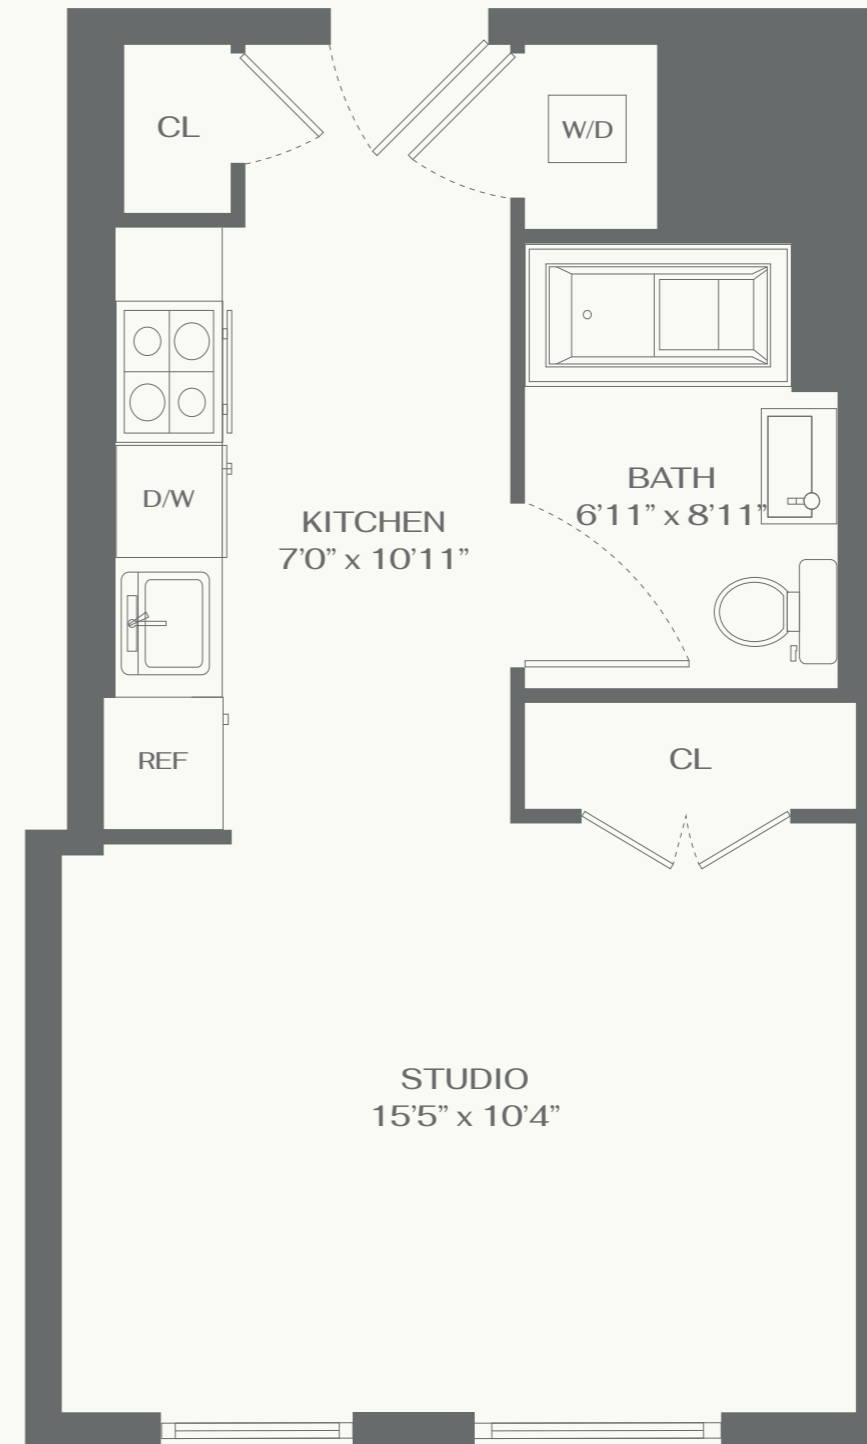 CL
W/D
BATH
6’11” x 8’11”
D/W
KITCHEN
7’0” x 10’11”
REF
CL
STUDIO
15’5” x 10’4”